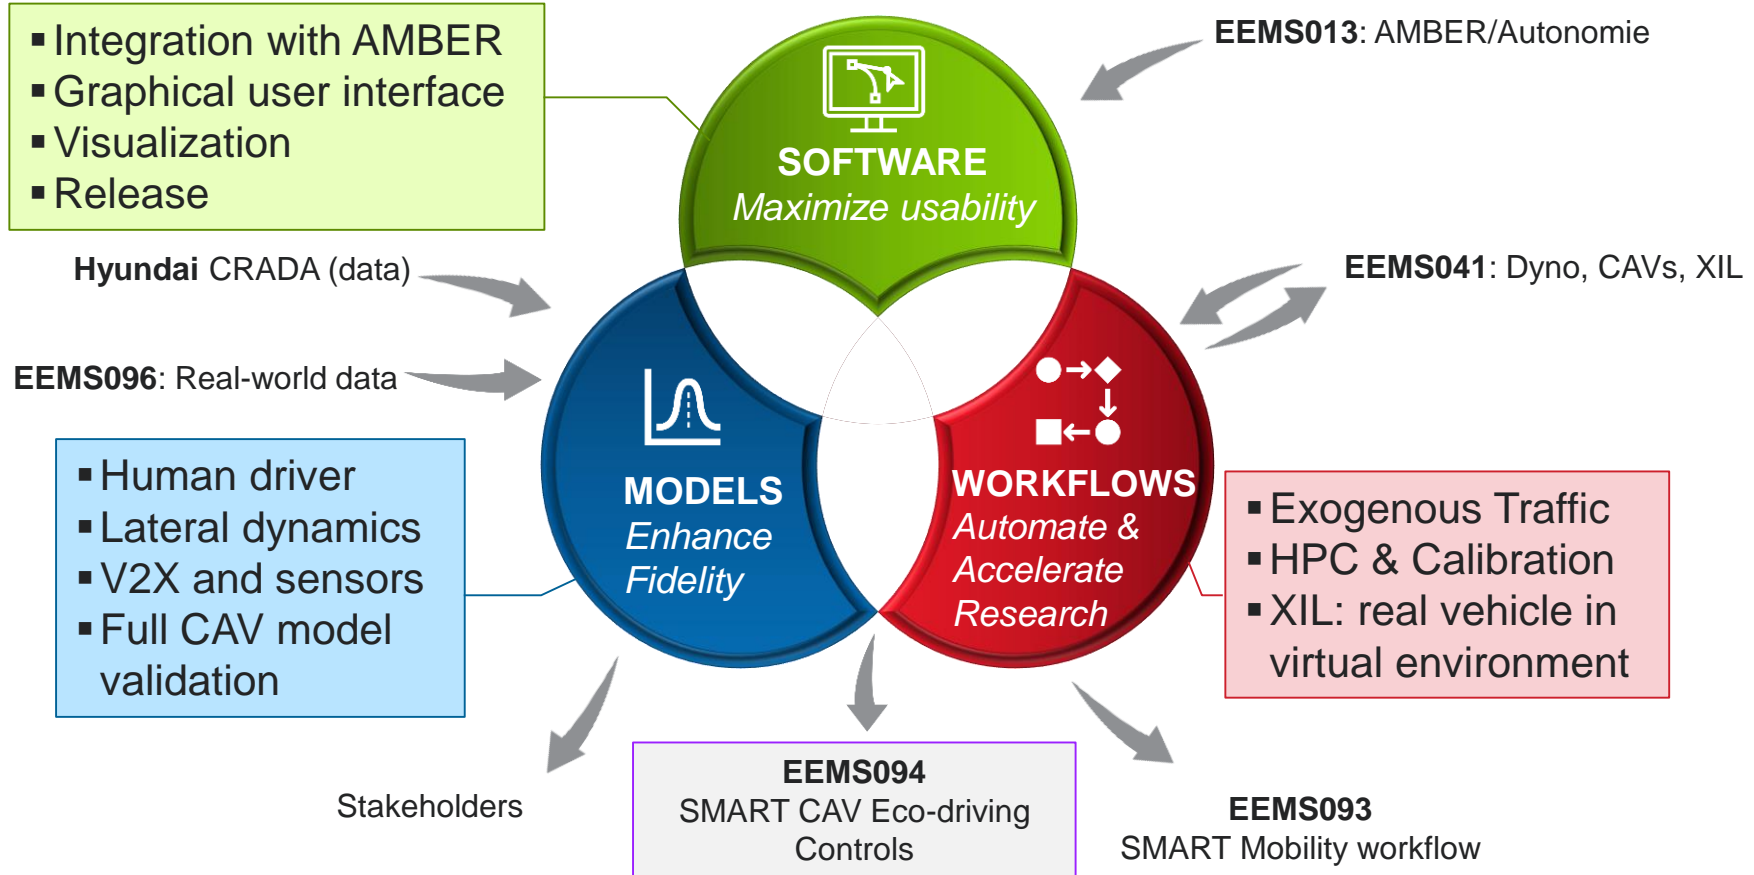 ▪ Integration with AMBER
▪ Graphical user interface
▪ Visualization
▪ Release
EEMS013: AMBER/Autonomie
SOFTWARE
Maximize usability
Hyundai CRADA (data)
EEMS041: Dyno, CAVs, XIL
EEMS096: Real-world data
MODELS
Enhance
Fidelity
WORKFLOWS
Automate &
Accelerate
Research
▪ Human driver
▪ Lateral dynamics
▪ V2X and sensors
▪ Full CAV model
validation
▪ Exogenous Traffic
▪ HPC & Calibration
▪ XIL: real vehicle in
virtual environment
Stakeholders
EEMS094
SMART CAV Eco-driving
Controls
EEMS093
SMART Mobility workflow